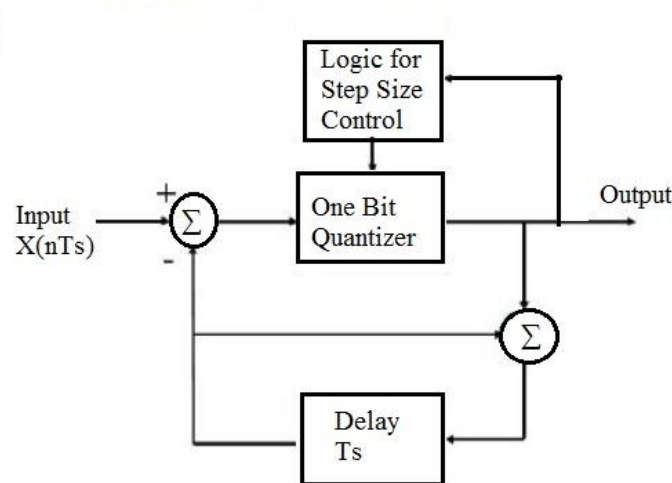 Logic for
Step Size
Control
+
Σ
Input
X(nTs)
-
One Bit
Quantizer
Output
Σ
Delay
Ts